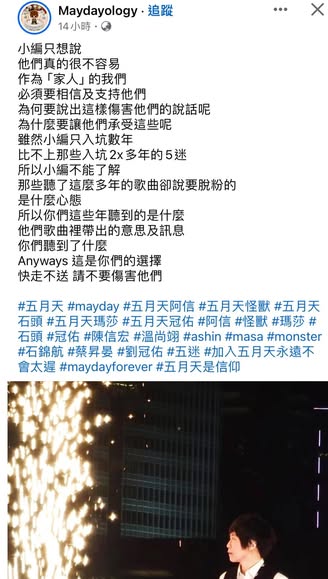 Maydayology · 追蹤
14小時 ·
小編只想說
他們真的很不容易
作為「家人」的我們
必須要相信及支持他們
為何要說出這樣傷害他們的說話呢
為什麼要讓他們承受這些呢
雖然小編只入坑數年
比不上那些入坑2x多年的5迷
所以小編不能了解
那些聽了這麼多年的歌曲卻說要脫粉的
是什麼心態
所以你們這些年聽到的是什麼
他們歌曲裡帶出的意思及訊息
你們聽到了什麼
Anyways 這是你們的選擇
快走不送 請不要傷害他們
#五月天 #mayday #五月天阿信 #五月天怪獸 #五月天
石頭 #五月天瑪莎 #五月天冠佑 #阿信 #怪獸 #瑪莎 #
石頭 #冠佑 #陳信宏 #溫尚翊 #ashin #masa #monster
#石錦航 #蔡昇晏 #劉冠佑 #五迷 #加入五月天永遠不
會太遲 #maydayforever #五月天是信仰